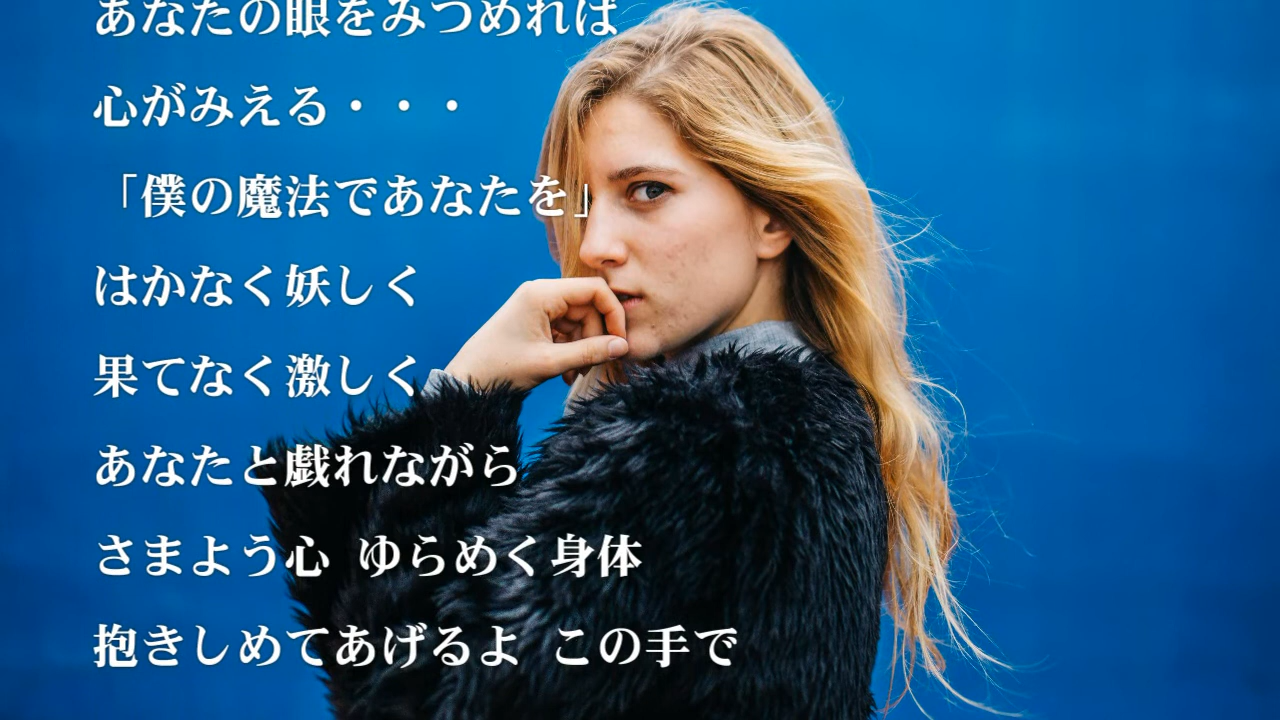 あなたの眼をみつめれば
心がみえる・・・
「僕の魔法であなたを」
はかなく妖しく
果てなく激しく
あなたと戯れながら
さまよう心 ゆらめく身体
抱きしめてあげるよ この手で